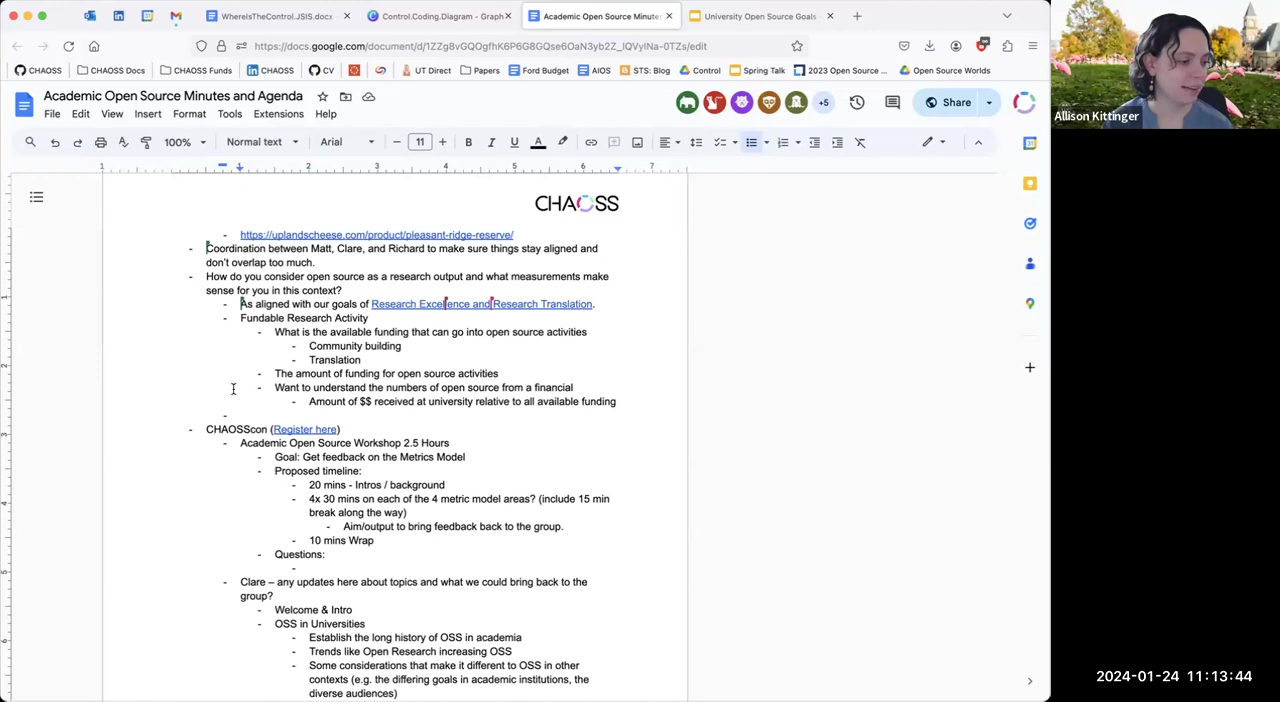 WhereIsTheControl.JSIS.docx
Control.Coding.Diagram - Graph
Academic Open Source Minutes
University Open Source Goals
https://docs.google.com/document/d/1ZZg8vGQOgfhK6P6G8GQse6OaN3yb2Z_lQVylNa-0TZs/edit
CHAOSS
CHAOSS Docs
CHAOSS Funds
CHAOSS
CV
UT Direct
Papers
Ford Budget
AIOS
STS: Blog
Control
Spring Talk
2023 Open Source ...
Open Source Worlds
Academic Open Source Minutes and Agenda
File Edit View Insert Format Tools Extensions Help
+5
Share
100% Normal text Arial 11 B I U A
1 1 2 3 4 5 6 7
CHAOSS
- https://uplandscheese.com/product/pleasant-ridge-reserve/
- Coordination between Matt, Clare, and Richard to make sure things stay aligned and
don't overlap too much.
- How do you consider open source as a research output and what measurements make
sense for you in this context?
- As aligned with our goals of Research Excellence and Research Translation.
- Fundable Research Activity
- What is the available funding that can go into open source activities
- Community building
- Translation
- The amount of funding for open source activities
- Want to understand the numbers of open source from a financial
- Amount of $$ received at university relative to all available funding
-
- CHAOSScon (Register here)
- Academic Open Source Workshop 2.5 Hours
- Goal: Get feedback on the Metrics Model
- Proposed timeline:
- 20 mins - Intros / background
- 4x 30 mins on each of the 4 metric model areas? (include 15 min
break along the way)
- Aim/output to bring feedback back to the group.
- 10 mins Wrap
- Questions:
-
- Clare – any updates here about topics and what we could bring back to the
group?
- Welcome & Intro
- OSS in Universities
- Establish the long history of OSS in academia
- Trends like Open Research increasing OSS
- Some considerations that make it different to OSS in other
contexts (e.g. the differing goals in academic institutions, the
diverse audiences)
Allison Kittinger
2024-01-24 11:13:44